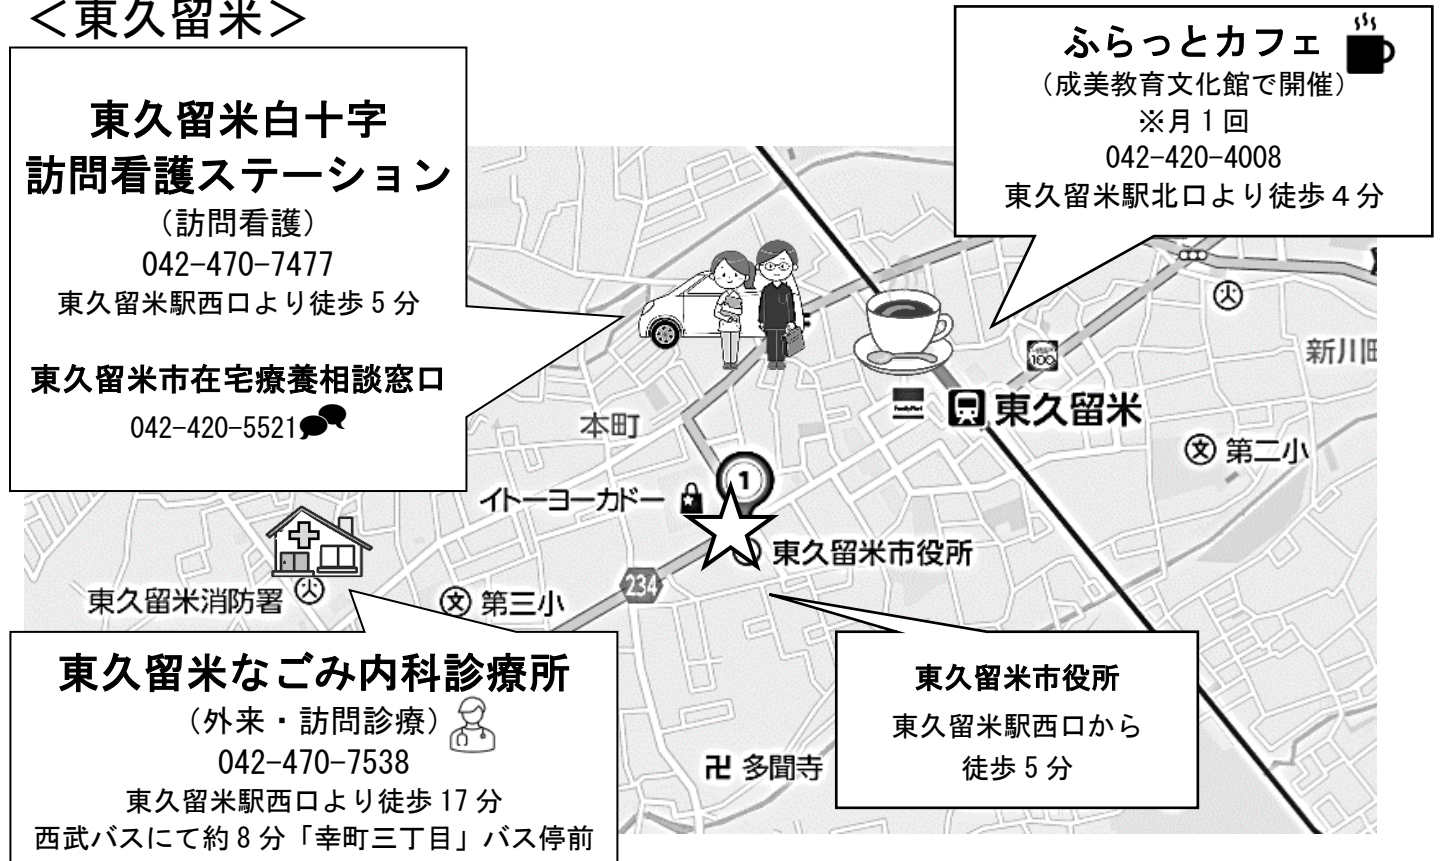 ＜東久留米＞
東久留米白十字
訪問看護ステーション
（訪問看護）
042-470-7477
東久留米駅西口より徒歩５分
東久留米市在宅療養相談窓口
042-420-5521
ふらっとカフェ
（成美教育文化館で開催）
※月１回
042-420-4008
東久留米駅北口より徒歩４分
新川町
100
FamilyMart
東久留米
本町
文 第二小
1
イトーヨーカドー
東久留米市役所
234
火
東久留米消防署 火
文 第三小
東久留米なごみ内科診療所
（外来・訪問診療）
042-470-7538
東久留米駅西口より徒歩 17 分
西武バスにて約８分「幸町三丁目」バス停前
卍 多聞寺
東久留米市役所
東久留米駅西口から
徒歩５分